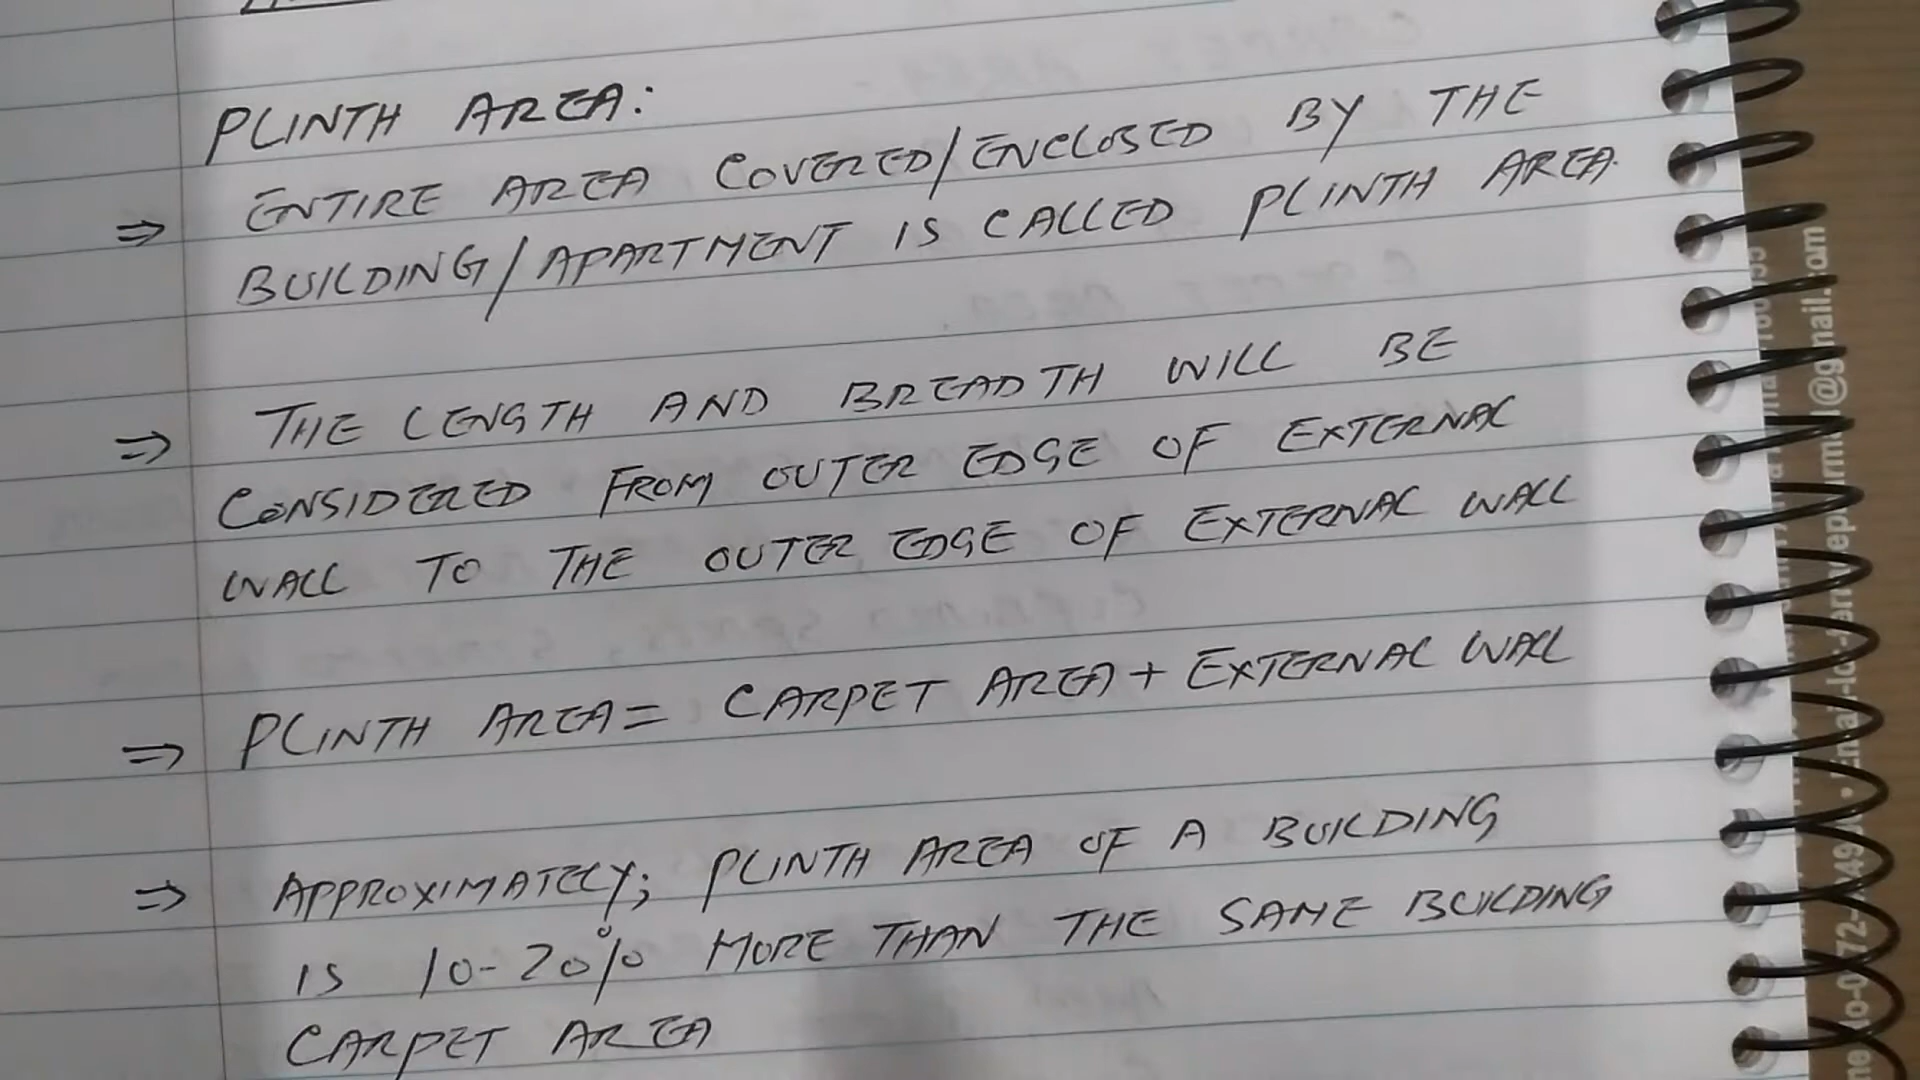 PLINTH AREA:
⇒ ENTIRE AREA COVERED/ENCLOSED BY THE
BUILDING/APARTMENT IS CALLED PLINTH AREA.
⇒ THE LENGTH AND BREADTH WILL BE
CONSIDERED FROM OUTER EDGE OF EXTERNAL
WALL TO THE OUTER EDGE OF EXTERNAL WALL
⇒ PLINTH AREA = CARPET AREA + EXTERNAL WALL
⇒ APPROXIMATELY; PLINTH AREA OF A BUILDING
IS 10-20% MORE THAN THE SAME BUILDING
CARPET AREA
@gmail.com